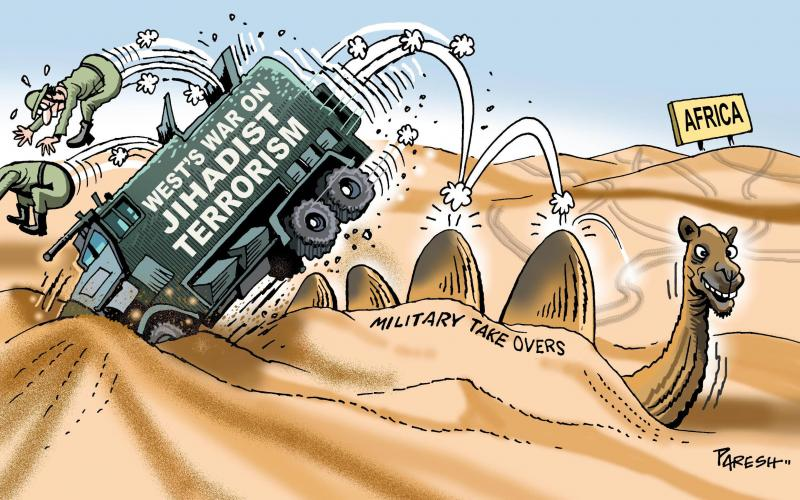 WEST'S WAR ON
JIHADIST
TERRORISM
AFRICA
MILITARY TAKE OVERS
PARESH